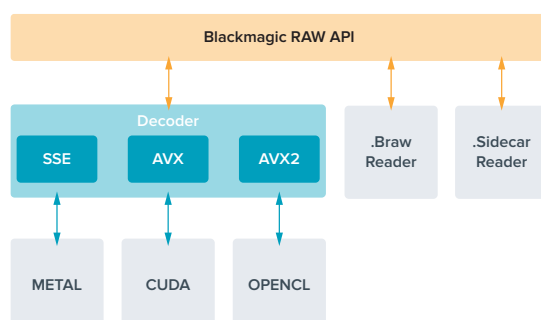 Blackmagic RAW API
Decoder
SSE
AVX
AVX2
.Braw
Reader
.Sidecar
Reader
METAL
CUDA
OPENCL